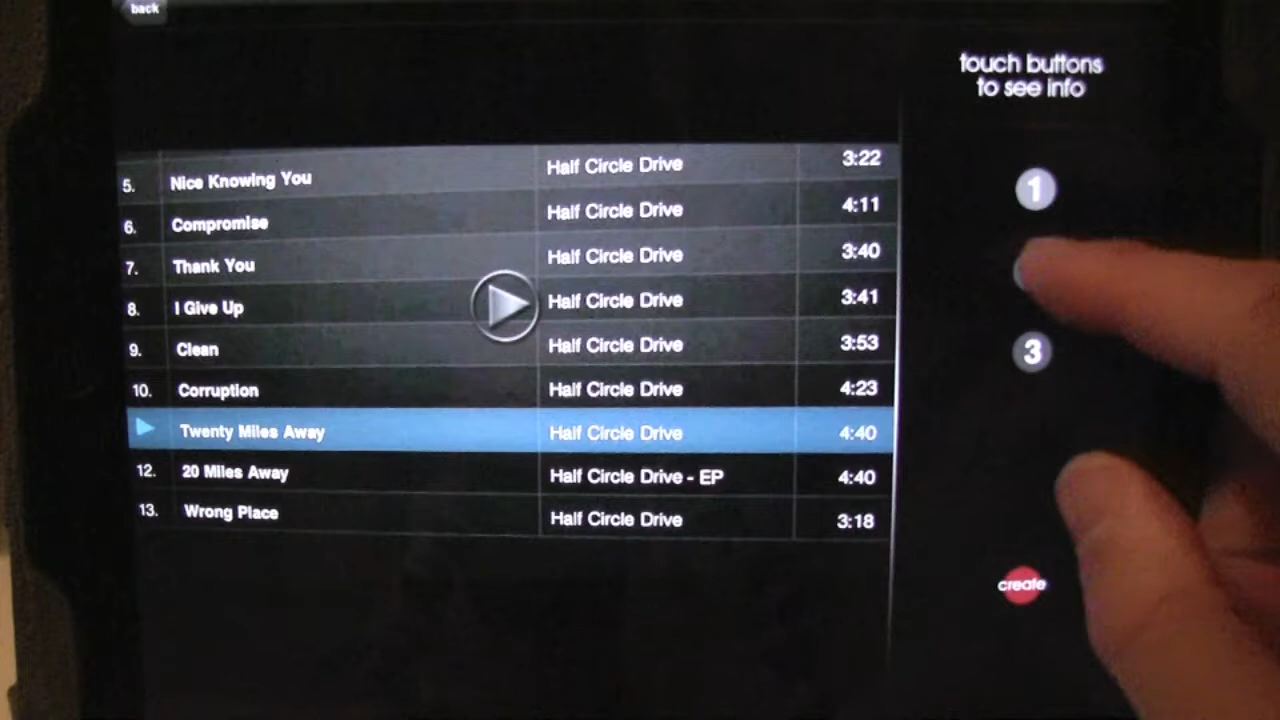 back
touch buttons
to see info
5. Nice Knowing You Half Circle Drive 3:22
6. Compromise Half Circle Drive 4:11
7. Thank You Half Circle Drive 3:40
8. I Give Up Half Circle Drive 3:41
9. Clean Half Circle Drive 3:53
10. Corruption Half Circle Drive 4:23
Twenty Miles Away Half Circle Drive 4:40
12. 20 Miles Away Half Circle Drive - EP 4:40
13. Wrong Place Half Circle Drive 3:18
1
3
create